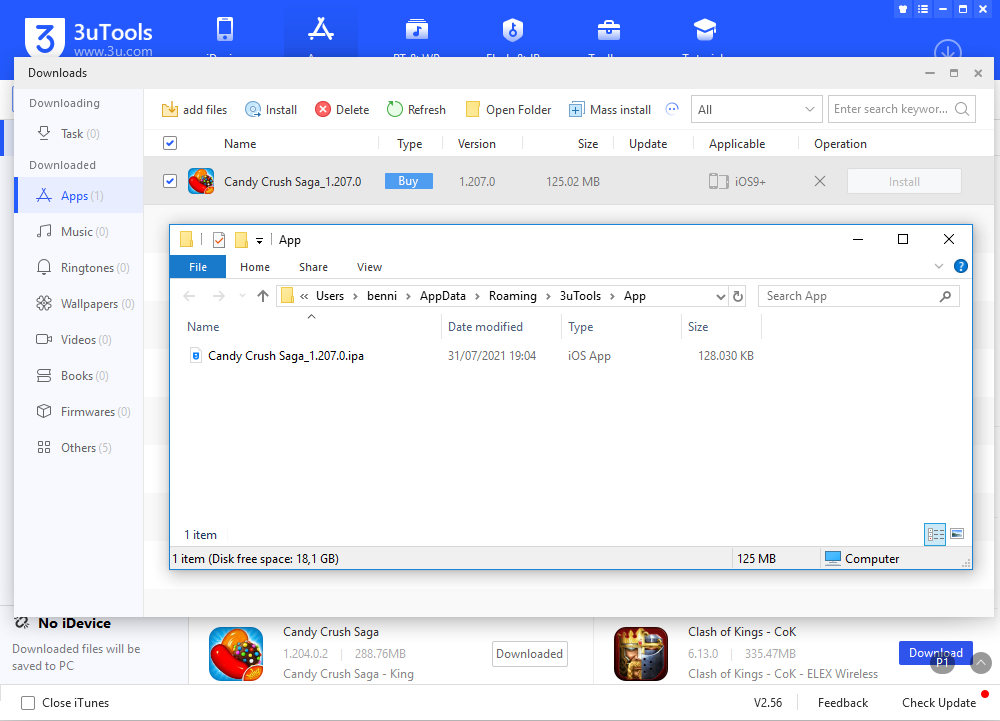 3 3uTools
www.3u.com
Downloads
Downloading
Task (0)
Downloaded
Apps (1)
Music (0)
Ringtones (0)
Wallpapers (0)
Videos (0)
Books (0)
Firmwares (0)
Others (5)
add files Install Delete Refresh Open Folder Mass install All Enter search keywor...
Name Type Version Size Update Applicable Operation
Candy Crush Saga_1.207.0 Buy 1.207.0 125.02 MB iOS9+ Install
App
File Home Share View
« Users › benni › AppData › Roaming › 3uTools › App Search App
Name Date modified Type Size
Candy Crush Saga_1.207.0.ipa 31/07/2021 19:04 iOS App 128.030 KB
1 item
1 item (Disk free space: 18,1 GB) 125 MB Computer
No iDevice
Downloaded files will be
saved to PC
Candy Crush Saga
1.204.0.2 | 288.76MB
Candy Crush Saga - King
Downloaded
Clash of Kings - CoK
6.13.0 | 335.47MB
Clash of Kings - CoK - ELEX Wireless
Download
P1
Close iTunes V2.56 Feedback Check Update